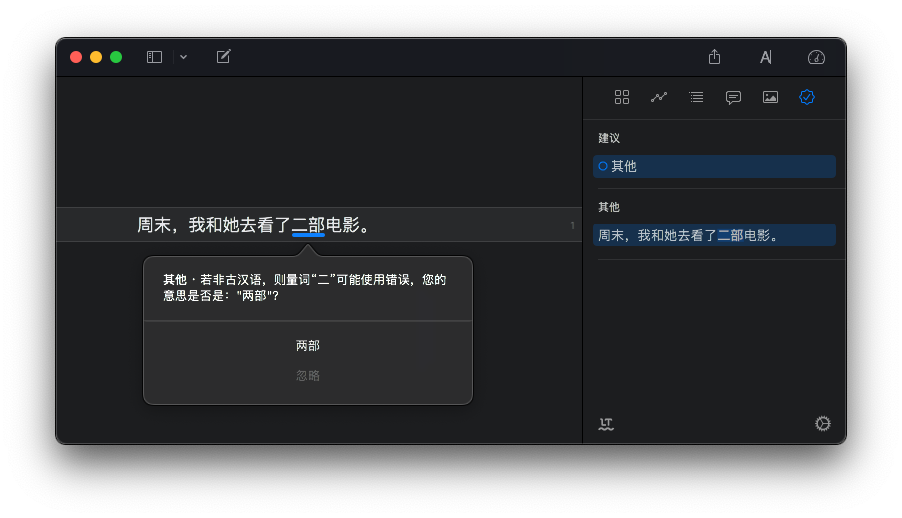 建议
其他
其他
周末，我和她去看了二部电影。
周末，我和她去看了二部电影。
1
其他 · 若非古汉语，则量词“二”可能使用错误，您的
意思是否是："两部"?
两部
忽略
LT